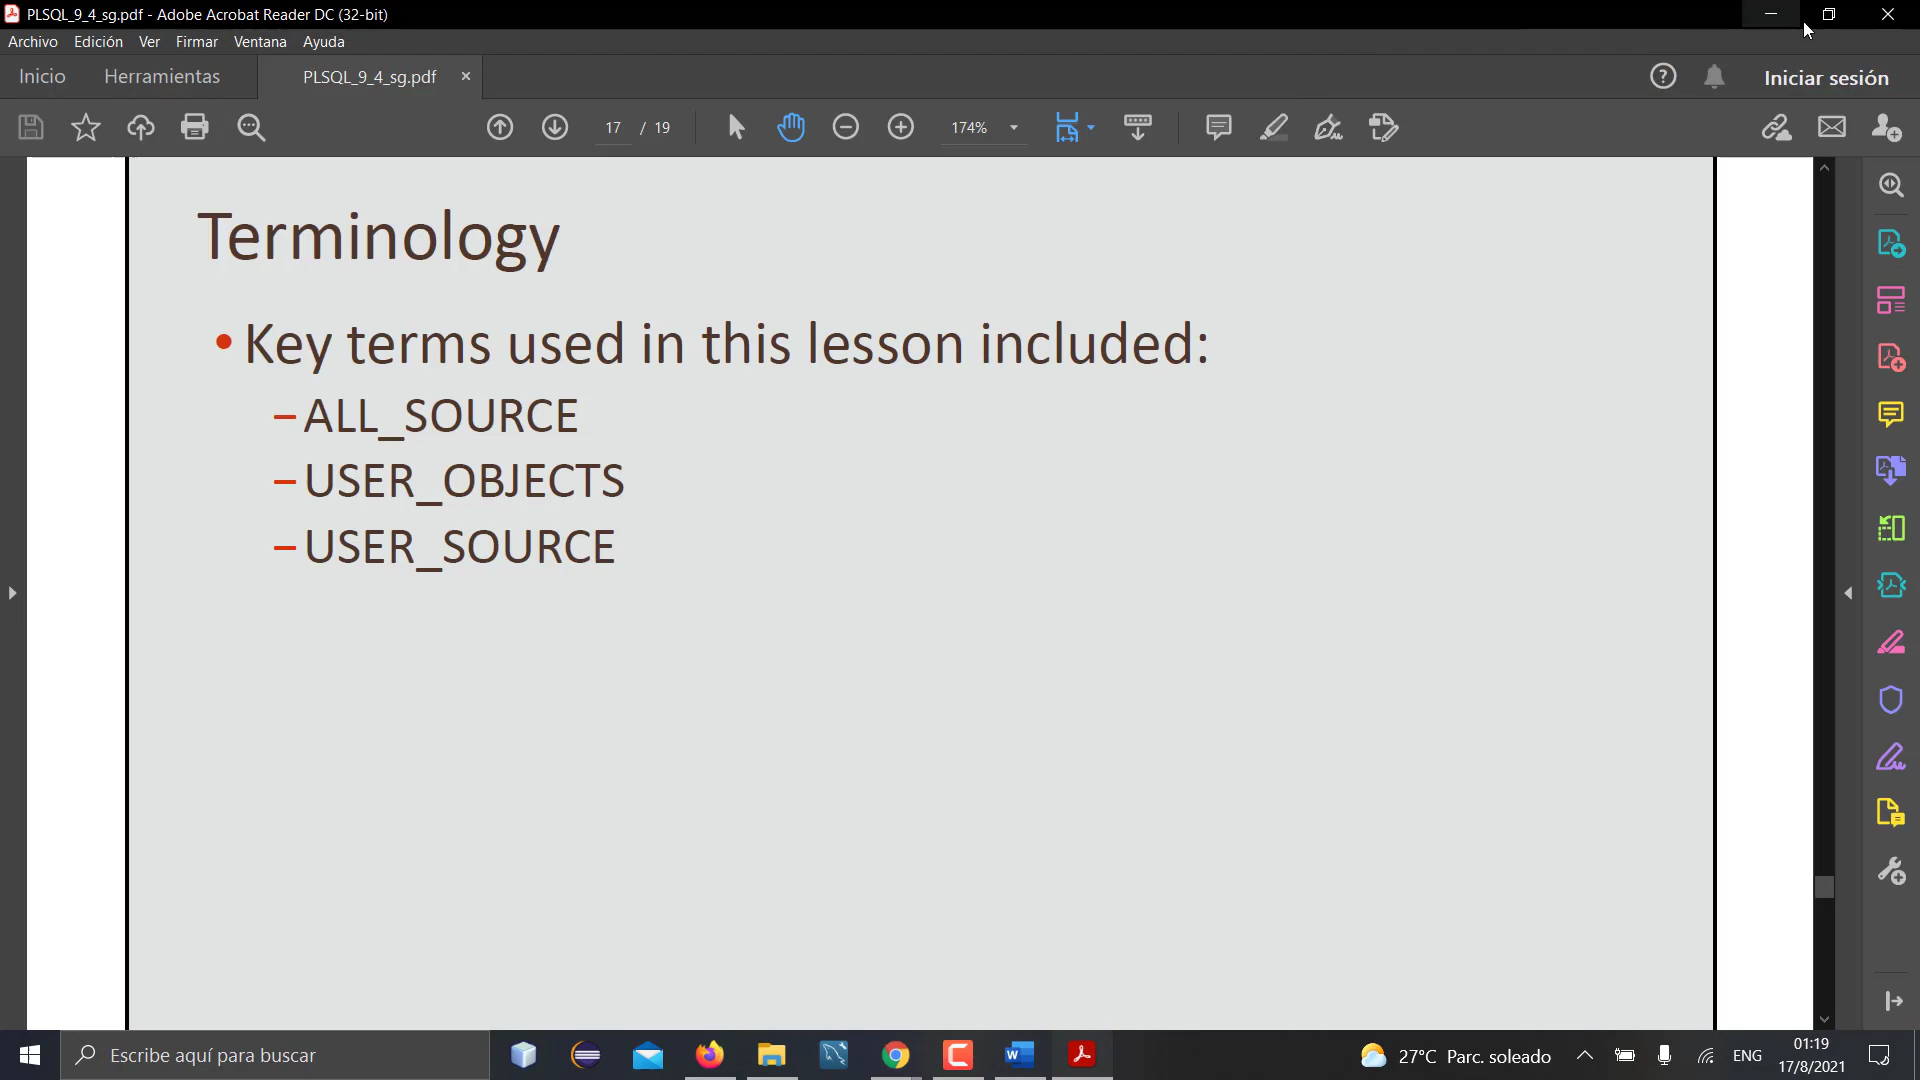 PLSQL_9_4_sg.pdf - Adobe Acrobat Reader DC (32-bit)
Archivo Edición Ver Firmar Ventana Ayuda
Inicio Herramientas PLSQL_9_4_sg.pdf Iniciar sesión
17 / 19 174%
Terminology
• Key terms used in this lesson included:
– ALL_SOURCE
– USER_OBJECTS
– USER_SOURCE
Escribe aquí para buscar
27°C Parc. soleado ENG
01:19
17/8/2021